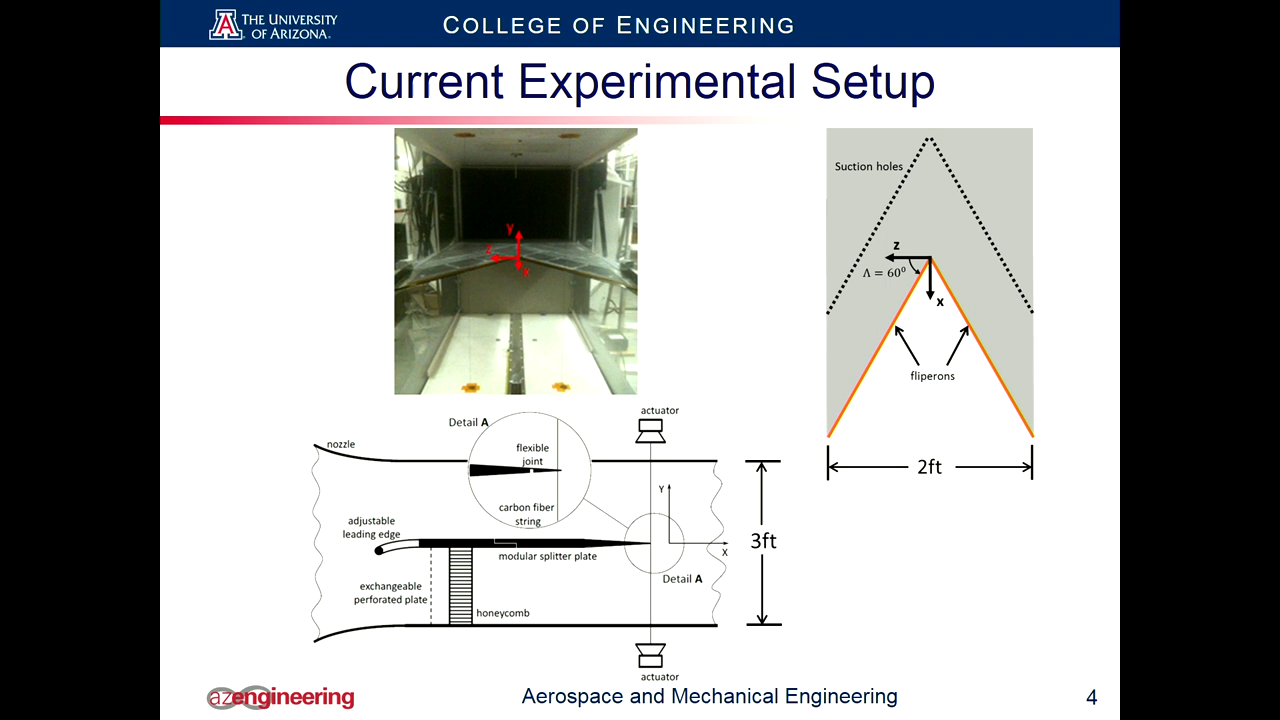 THE UNIVERSITY
OF ARIZONA.
COLLEGE OF ENGINEERING
Current Experimental Setup
y
z
x
Suction holes
z
Λ = 60⁰
x
fliperons
2ft
actuator
Detail A
nozzle
flexible
joint
carbon fiber
string
Y
X
adjustable
leading edge
modular splitter plate
3ft
Detail A
exchangeable
perforated plate
honeycomb
actuator
azengineering
Aerospace and Mechanical Engineering
4